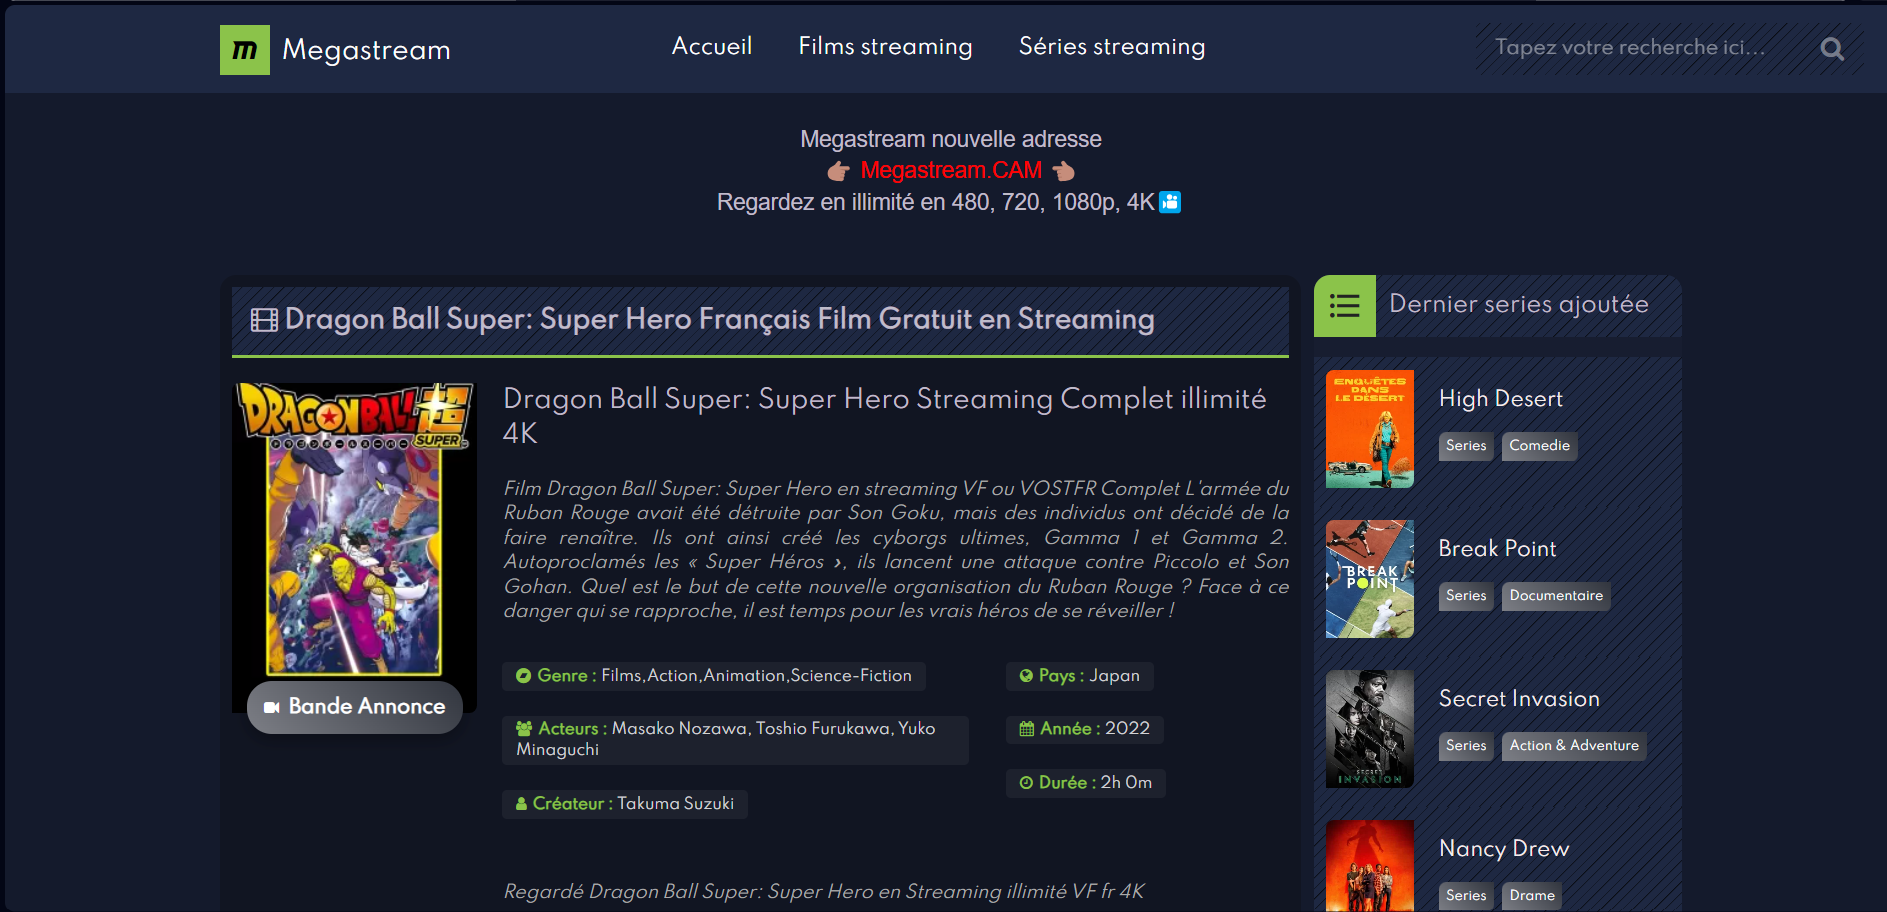 m Megastream
Accueil
Films streaming
Séries streaming
Tapez votre recherche ici...
Megastream nouvelle adresse
Megastream.CAM
Regardez en illimité en 480, 720, 1080p, 4K
Dragon Ball Super: Super Hero Français Film Gratuit en Streaming
DRAGONBALL
SUPER
Bande Annonce
Dragon Ball Super: Super Hero Streaming Complet illimité
4K
Film Dragon Ball Super: Super Hero en streaming VF ou VOSTFR Complet L'armée du
Ruban Rouge avait été détruite par Son Goku, mais des individus ont décidé de la
faire renaître. Ils ont ainsi créé les cyborgs ultimes, Gamma 1 et Gamma 2.
Autoproclamés les « Super Héros », ils lancent une attaque contre Piccolo et Son
Gohan. Quel est le but de cette nouvelle organisation du Ruban Rouge ? Face à ce
danger qui se rapproche, il est temps pour les vrais héros de se réveiller !
Genre : Films,Action,Animation,Science-Fiction
Acteurs : Masako Nozawa, Toshio Furukawa, Yuko
Minaguchi
Créateur : Takuma Suzuki
Pays : Japan
Année : 2022
Durée : 2h 0m
Regardé Dragon Ball Super: Super Hero en Streaming illimité VF fr 4K
Dernier series ajoutée
ENQUÊTES
DANS
LE DÉSERT
High Desert
Series Comedie
BREAK
POINT
Break Point
Series Documentaire
SECRET
INVASION
Secret Invasion
Series Action & Adventure
Nancy Drew
Series Drame